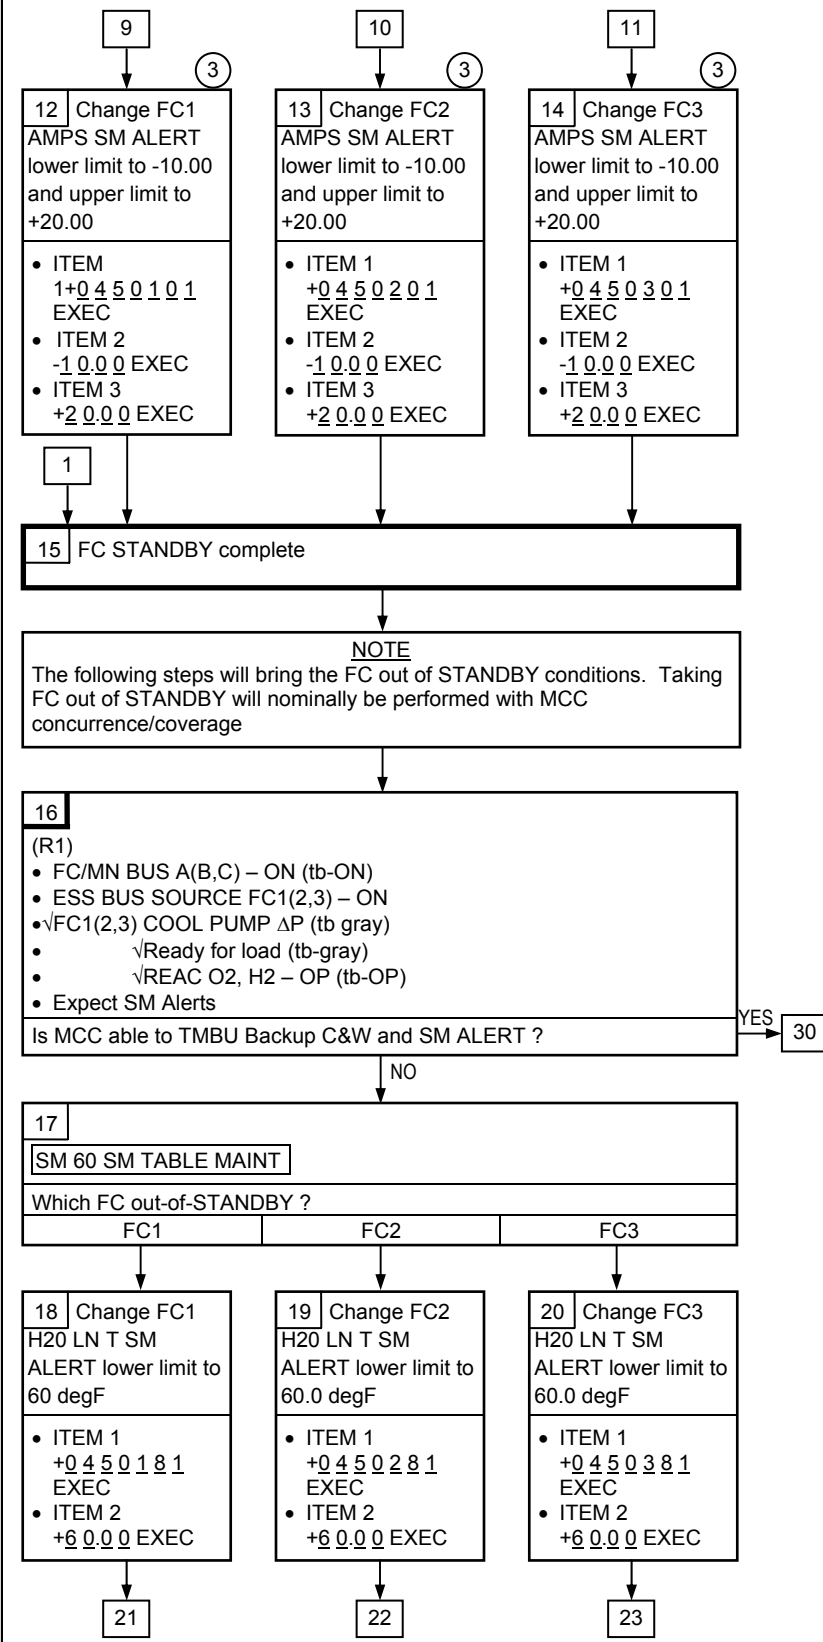 9
10
11
3
3
3
12 Change FC1
AMPS SM ALERT
lower limit to -10.00
and upper limit to
+20.00
• ITEM
1+0 4 5 0 1 0 1
EXEC
• ITEM 2
-1 0.0 0 EXEC
• ITEM 3
+2 0.0 0 EXEC
13 Change FC2
AMPS SM ALERT
lower limit to -10.00
and upper limit to
+20.00
• ITEM 1
+0 4 5 0 2 0 1
EXEC
• ITEM 2
-1 0.0 0 EXEC
• ITEM 3
+2 0.0 0 EXEC
14 Change FC3
AMPS SM ALERT
lower limit to -10.00
and upper limit to
+20.00
• ITEM 1
+0 4 5 0 3 0 1
EXEC
• ITEM 2
-1 0.0 0 EXEC
• ITEM 3
+2 0.0 0 EXEC
1
15 FC STANDBY complete
NOTE
The following steps will bring the FC out of STANDBY conditions. Taking
FC out of STANDBY will nominally be performed with MCC
concurrence/coverage
16
(R1)
• FC/MN BUS A(B,C) – ON (tb-ON)
• ESS BUS SOURCE FC1(2,3) – ON
•√FC1(2,3) COOL PUMP ∆P (tb gray)
• √Ready for load (tb-gray)
• √REAC O2, H2 – OP (tb-OP)
• Expect SM Alerts
Is MCC able to TMBU Backup C&W and SM ALERT ?
YES
30
NO
17
SM 60 SM TABLE MAINT
Which FC out-of-STANDBY ?
FC1
FC2
FC3
18 Change FC1
H20 LN T SM
ALERT lower limit to
60 degF
• ITEM 1
+0 4 5 0 1 8 1
EXEC
• ITEM 2
+6 0.0 0 EXEC
19 Change FC2
H20 LN T SM
ALERT lower limit to
60.0 degF
• ITEM 1
+0 4 5 0 2 8 1
EXEC
• ITEM 2
+6 0.0 0 EXEC
20 Change FC3
H20 LN T SM
ALERT lower limit to
60.0 degF
• ITEM 1
+0 4 5 0 3 8 1
EXEC
• ITEM 2
+6 0.0 0 EXEC
21
22
23